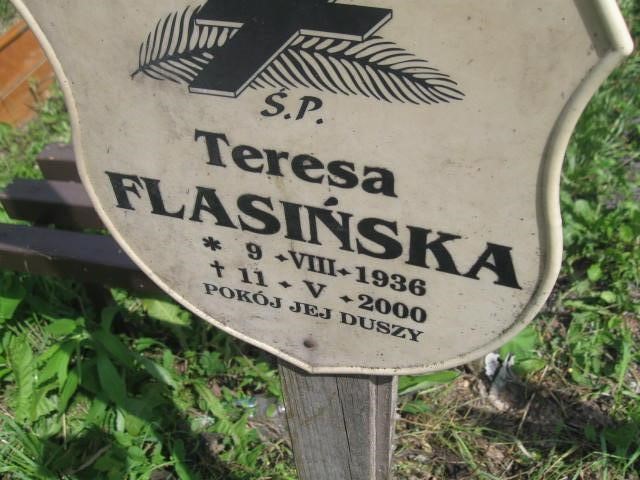 Ś.P.
Teresa
FLASIŃSKA
* 9 ✦ VIII ✦ 1936
† 11 ✦ V ✦ 2000
POKÓJ JEJ DUSZY